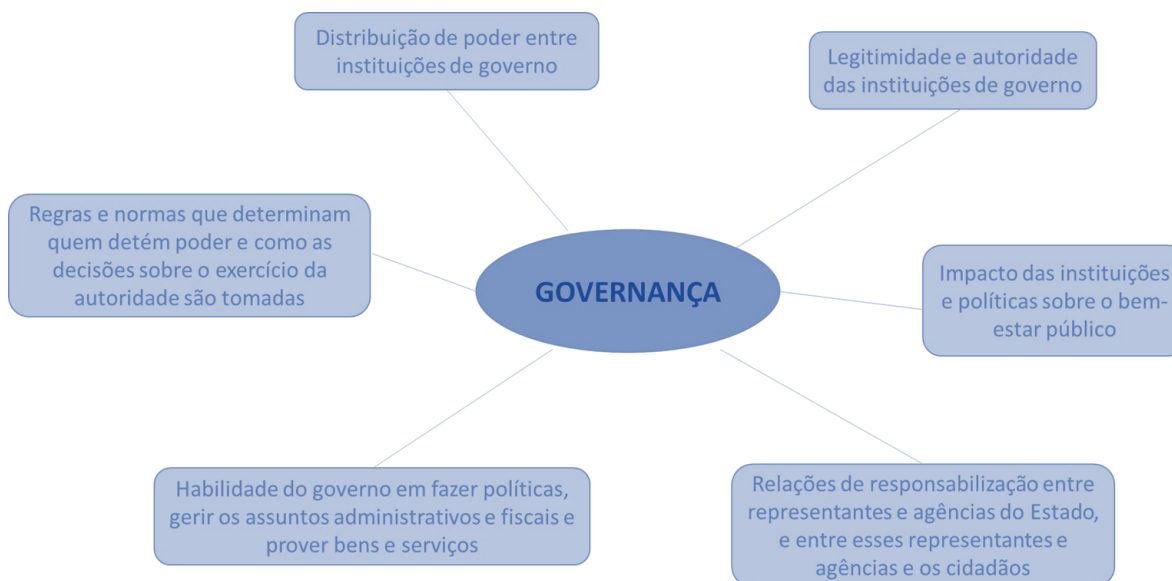 Distribuição de poder entre
instituições de governo
Legitimidade e autoridade
das instituições de governo
Regras e normas que determinam
quem detém poder e como as
decisões sobre o exercício da
autoridade são tomadas
GOVERNANÇA
Impacto das instituições
e políticas sobre o bem-
estar público
Habilidade do governo em fazer políticas,
gerir os assuntos administrativos e fiscais e
prover bens e serviços
Relações de responsabilização entre
representantes e agências do Estado,
e entre esses representantes e
agências e os cidadãos